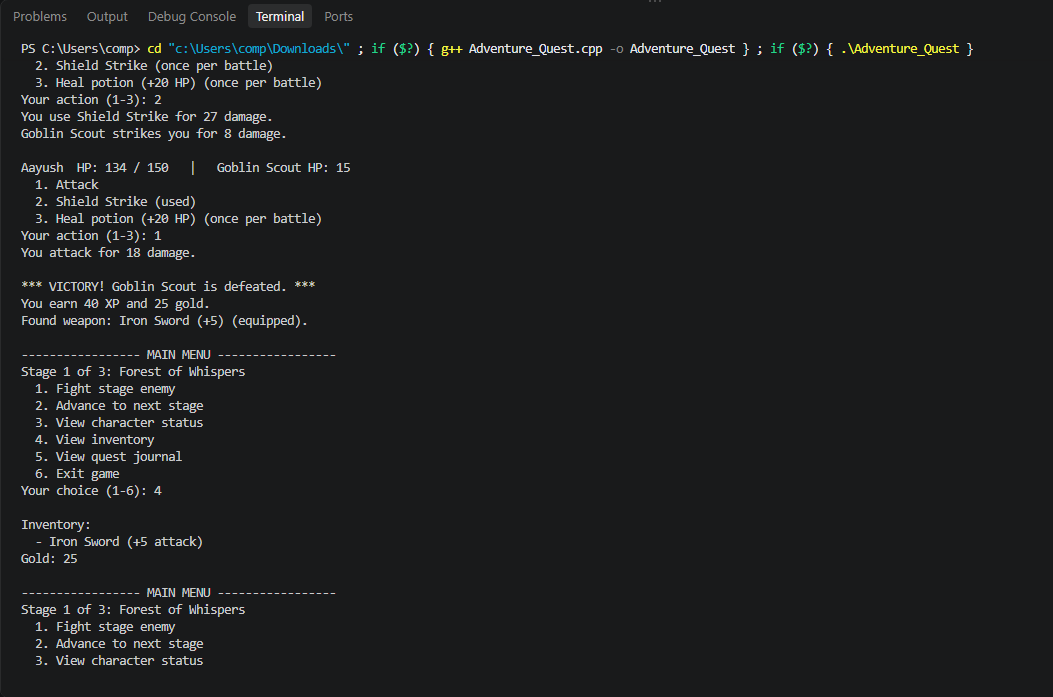 Problems Output Debug Console Terminal Ports
PS C:\Users\comp> cd "c:\Users\comp\Downloads\" ; if ($?) { g++ Adventure_Quest.cpp -o Adventure_Quest } ; if ($?) { .\Adventure_Quest }
  2. Shield Strike (once per battle)
  3. Heal potion (+20 HP) (once per battle)
Your action (1-3): 2
You use Shield Strike for 27 damage.
Goblin Scout strikes you for 8 damage.

Aayush  HP: 134 / 150   |   Goblin Scout HP: 15
  1. Attack
  2. Shield Strike (used)
  3. Heal potion (+20 HP) (once per battle)
Your action (1-3): 1
You attack for 18 damage.

*** VICTORY! Goblin Scout is defeated. ***
You earn 40 XP and 25 gold.
Found weapon: Iron Sword (+5) (equipped).

----------------- MAIN MENU -----------------
Stage 1 of 3: Forest of Whispers
  1. Fight stage enemy
  2. Advance to next stage
  3. View character status
  4. View inventory
  5. View quest journal
  6. Exit game
Your choice (1-6): 4

Inventory:
  - Iron Sword (+5 attack)
Gold: 25

----------------- MAIN MENU -----------------
Stage 1 of 3: Forest of Whispers
  1. Fight stage enemy
  2. Advance to next stage
  3. View character status